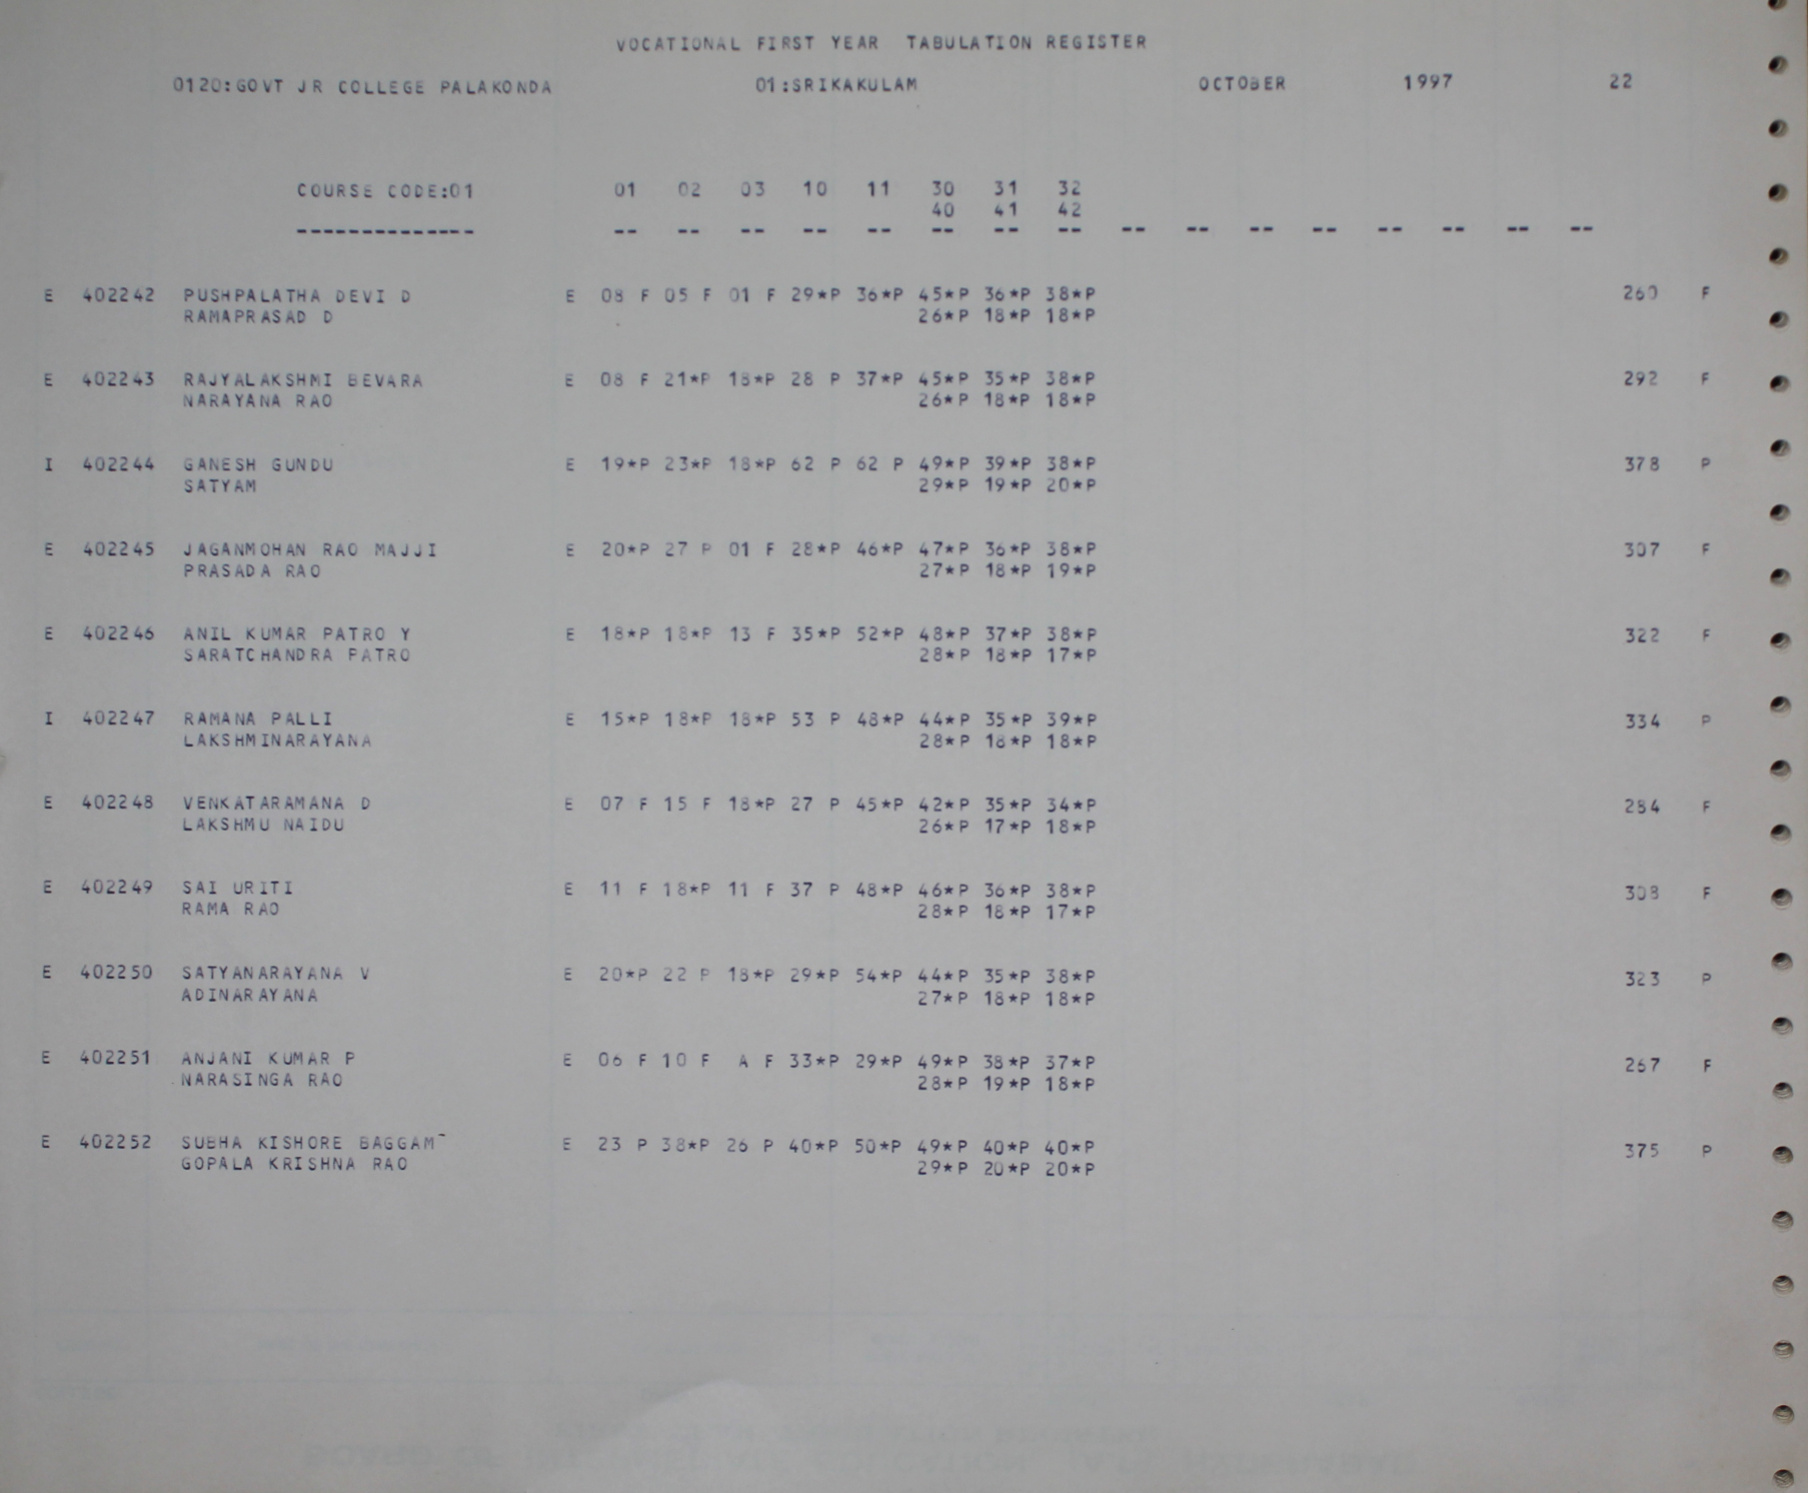 VOCATIONAL FIRST YEAR TABULATION REGISTER
0120:GOVT JR COLLEGE PALAKONDA 01:SRIKAKULAM OCTOBER 1997 22
COURSE CODE:01 01 02 03 10 11 30 31 32
40 41 42
-------------- -- -- -- -- -- -- -- -- -- -- -- -- -- -- -- --
E 402242 PUSHPALATHA DEVI D E 08 F 05 F 01 F 29*P 36*P 45*P 36*P 38*P 260 F
RAMAPRASAD D 26*P 18*P 18*P
E 402243 RAJYALAKSHMI BEVARA E 08 F 21*P 18*P 28 P 37*P 45*P 35*P 38*P 292 F
NARAYANA RAO 26*P 18*P 18*P
I 402244 GANESH GUNDU E 19*P 23*P 18*P 62 P 62 P 49*P 39*P 38*P 378 P
SATYAM 29*P 19*P 20*P
E 402245 JAGANMOHAN RAO MAJJI E 20*P 27 P 01 F 28*P 46*P 47*P 36*P 38*P 307 F
PRASADA RAO 27*P 18*P 19*P
E 402246 ANIL KUMAR PATRO Y E 18*P 18*P 13 F 35*P 52*P 48*P 37*P 38*P 322 F
SARATCHANDRA PATRO 28*P 18*P 17*P
I 402247 RAMANA PALLI E 15*P 18*P 18*P 53 P 48*P 44*P 35*P 39*P 334 P
LAKSHMINARAYANA 28*P 18*P 18*P
E 402248 VENKATARAMANA D E 07 F 15 F 18*P 27 P 45*P 42*P 35*P 34*P 284 F
LAKSHMU NAIDU 26*P 17*P 18*P
E 402249 SAI URITI E 11 F 18*P 11 F 37 P 48*P 46*P 36*P 38*P 308 F
RAMA RAO 28*P 18*P 17*P
E 402250 SATYANARAYANA V E 20*P 22 P 18*P 29*P 54*P 44*P 35*P 38*P 323 P
ADINARAYANA 27*P 18*P 18*P
E 402251 ANJANI KUMAR P E 06 F 10 F A F 33*P 29*P 49*P 38*P 37*P 267 F
NARASINGA RAO 28*P 19*P 18*P
E 402252 SUBHA KISHORE BAGGAM E 23 P 38*P 26 P 40*P 50*P 49*P 40*P 40*P 375 P
GOPALA KRISHNA RAO 29*P 20*P 20*P